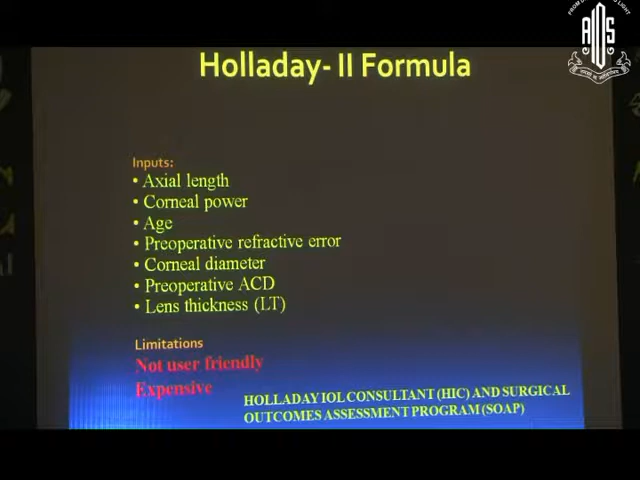 AIOS
Holladay- II Formula
Inputs:
• Axial length
• Corneal power
• Age
• Preoperative refractive error
• Corneal diameter
• Preoperative ACD
• Lens thickness (LT)
Limitations
Not user friendly
Expensive
HOLLADAY IOL CONSULTANT (HIC) AND SURGICAL
OUTCOMES ASSESSMENT PROGRAM (SOAP)